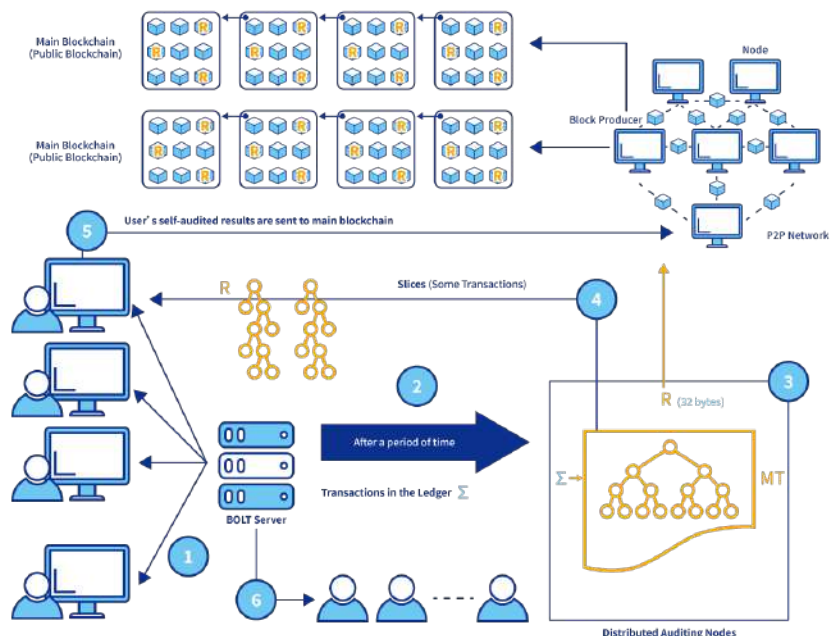 Main Blockchain
(Public Blockchain)
R R R R
R R R R
R R R R
Node
Block Producer
Main Blockchain
(Public Blockchain)
R R R R
R R R R
R R R R
P2P Network
User's self-audited results are sent to main blockchain
5
R
Slices (Some Transactions)
4
2
3
R (32 bytes)
After a period of time
Σ
MT
Transactions in the Ledger Σ
BOLT Server
1
6
Distributed Auditing Nodes